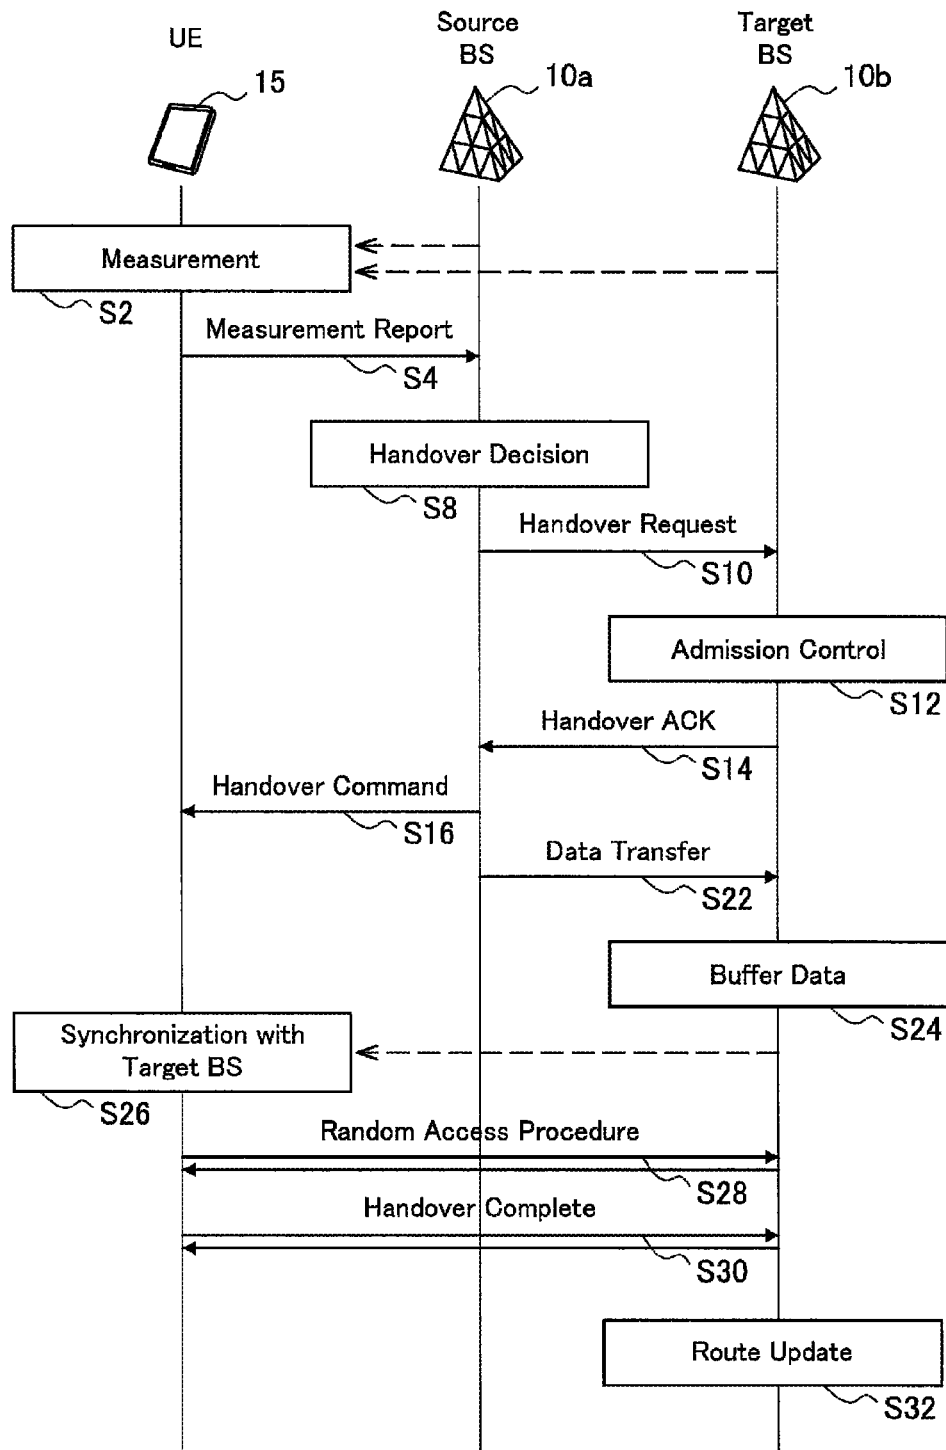 UE
Source
BS
Target
BS
15
10a
10b
Measurement
S2
Measurement Report
S4
Handover Decision
S8
Handover Request
S10
Admission Control
S12
Handover ACK
S14
Handover Command
S16
Data Transfer
S22
Buffer Data
S24
Synchronization with
Target BS
S26
Random Access Procedure
S28
Handover Complete
S30
Route Update
S32